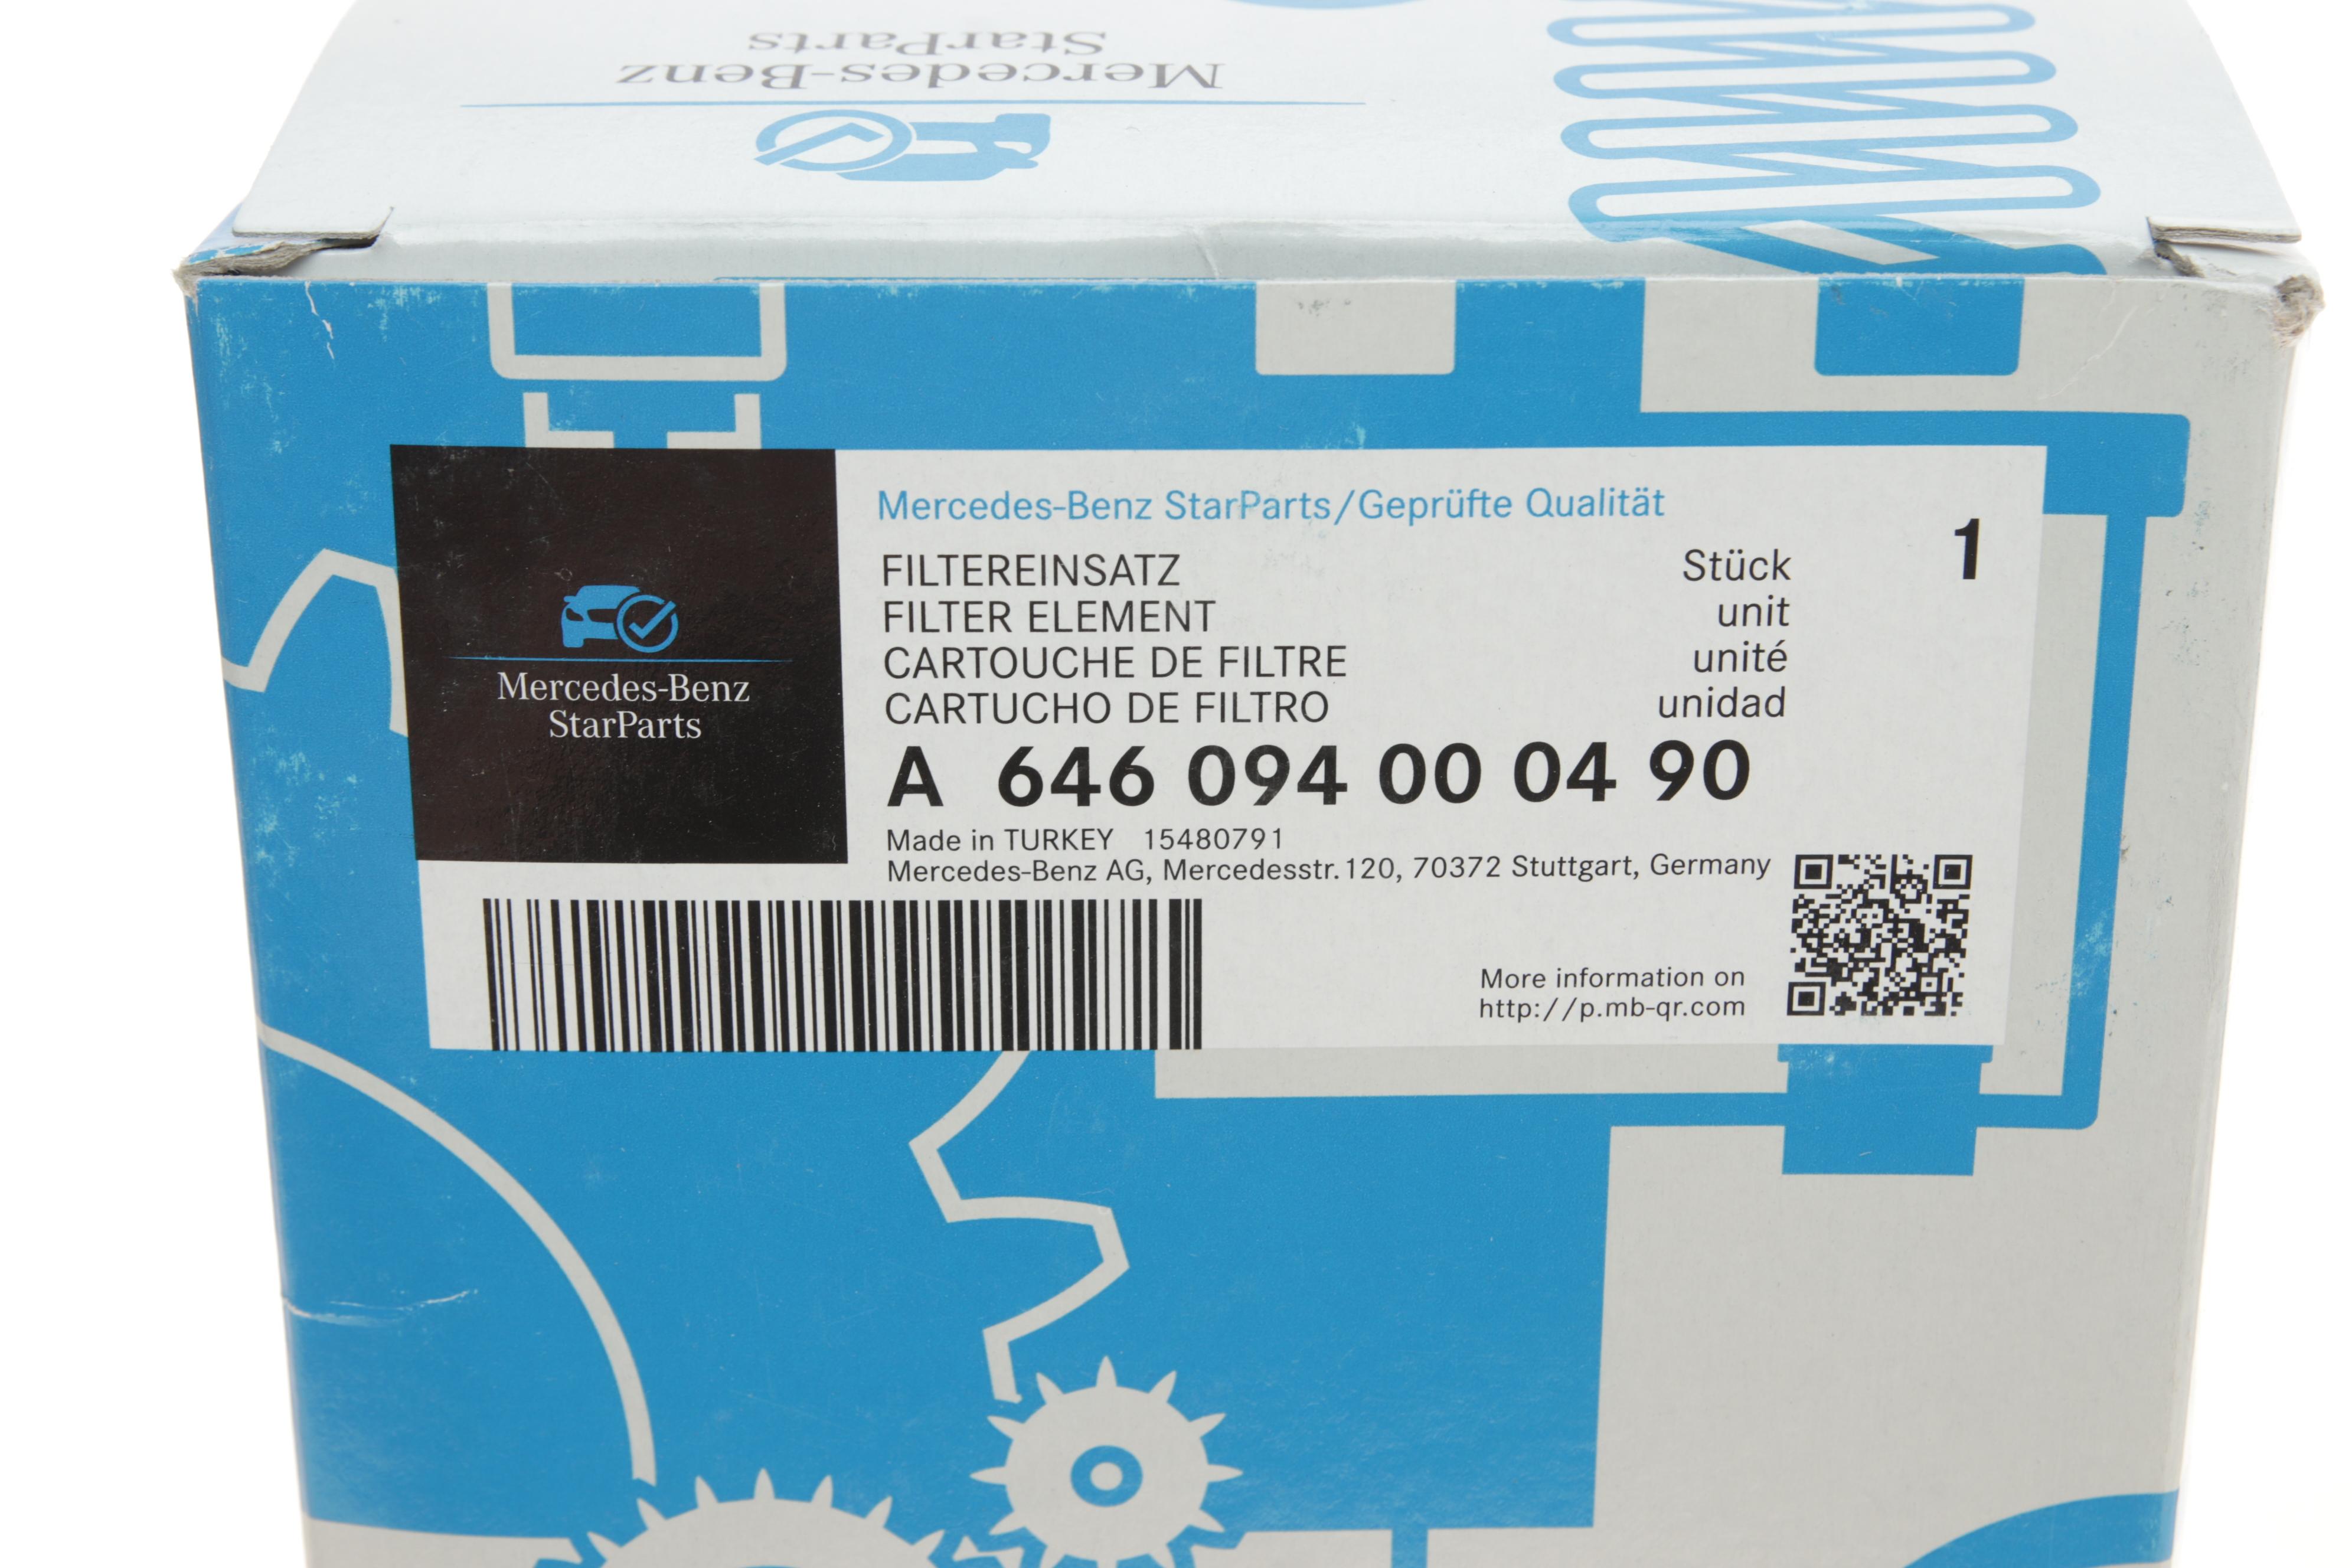 Mercedes-Benz
StarParts
Mercedes-Benz StarParts/Geprüfte Qualität
FILTEREINSATZ Stück 1
FILTER ELEMENT unit
CARTOUCHE DE FILTRE unité
CARTUCHO DE FILTRO unidad
Mercedes-Benz
StarParts
A 646 094 00 04 90
Made in TURKEY 15480791
Mercedes-Benz AG, Mercedesstr.120, 70372 Stuttgart, Germany
More information on
http://p.mb-qr.com